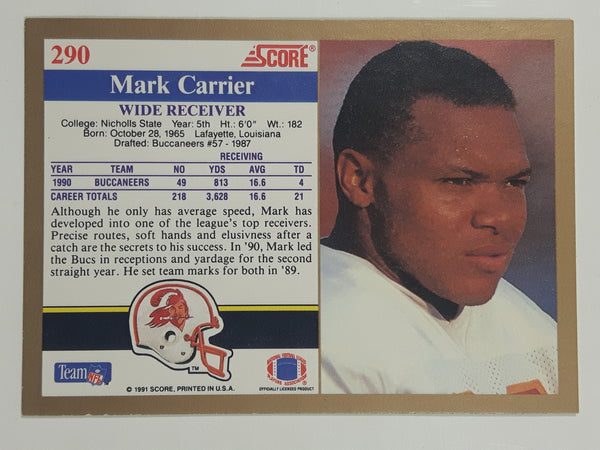 290
SCORE®
Mark Carrier
WIDE RECEIVER
College: Nicholls State Year: 5th Ht.: 6'0" Wt.: 182
Born: October 28, 1965 Lafayette, Louisiana
Drafted: Buccaneers #57 - 1987
RECEIVING
YEAR TEAM NO YDS AVG TD
1990 BUCCANEERS 49 813 16.6 4
CAREER TOTALS 218 3,628 16.6 21
Although he only has average speed, Mark has
developed into one of the league's top receivers.
Precise routes, soft hands and elusiveness after a
catch are the secrets to his success. In '90, Mark led
the Bucs in receptions and yardage for the second
straight year. He set team marks for both in '89.
TM
Team NFL
© 1991 SCORE, PRINTED IN U.S.A.
OFFICIALLY LICENSED PRODUCT